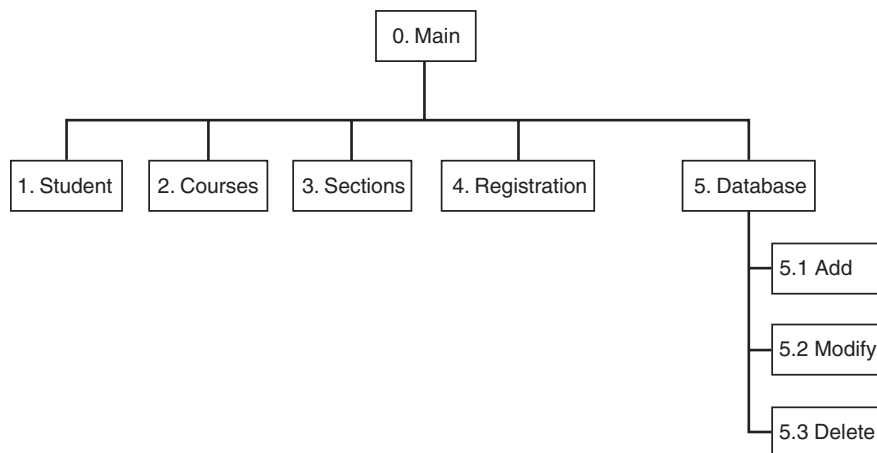 0. Main
1. Student
2. Courses
3. Sections
4. Registration
5. Database
5.1 Add
5.2 Modify
5.3 Delete